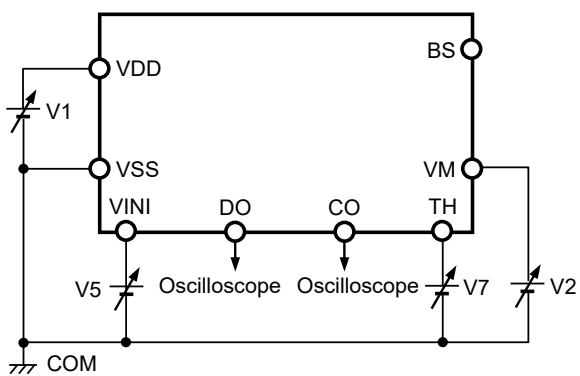 BS
VDD
V1
VSS
VM
VINI
DO
CO
TH
V5
Oscilloscope
Oscilloscope
V7
V2
COM